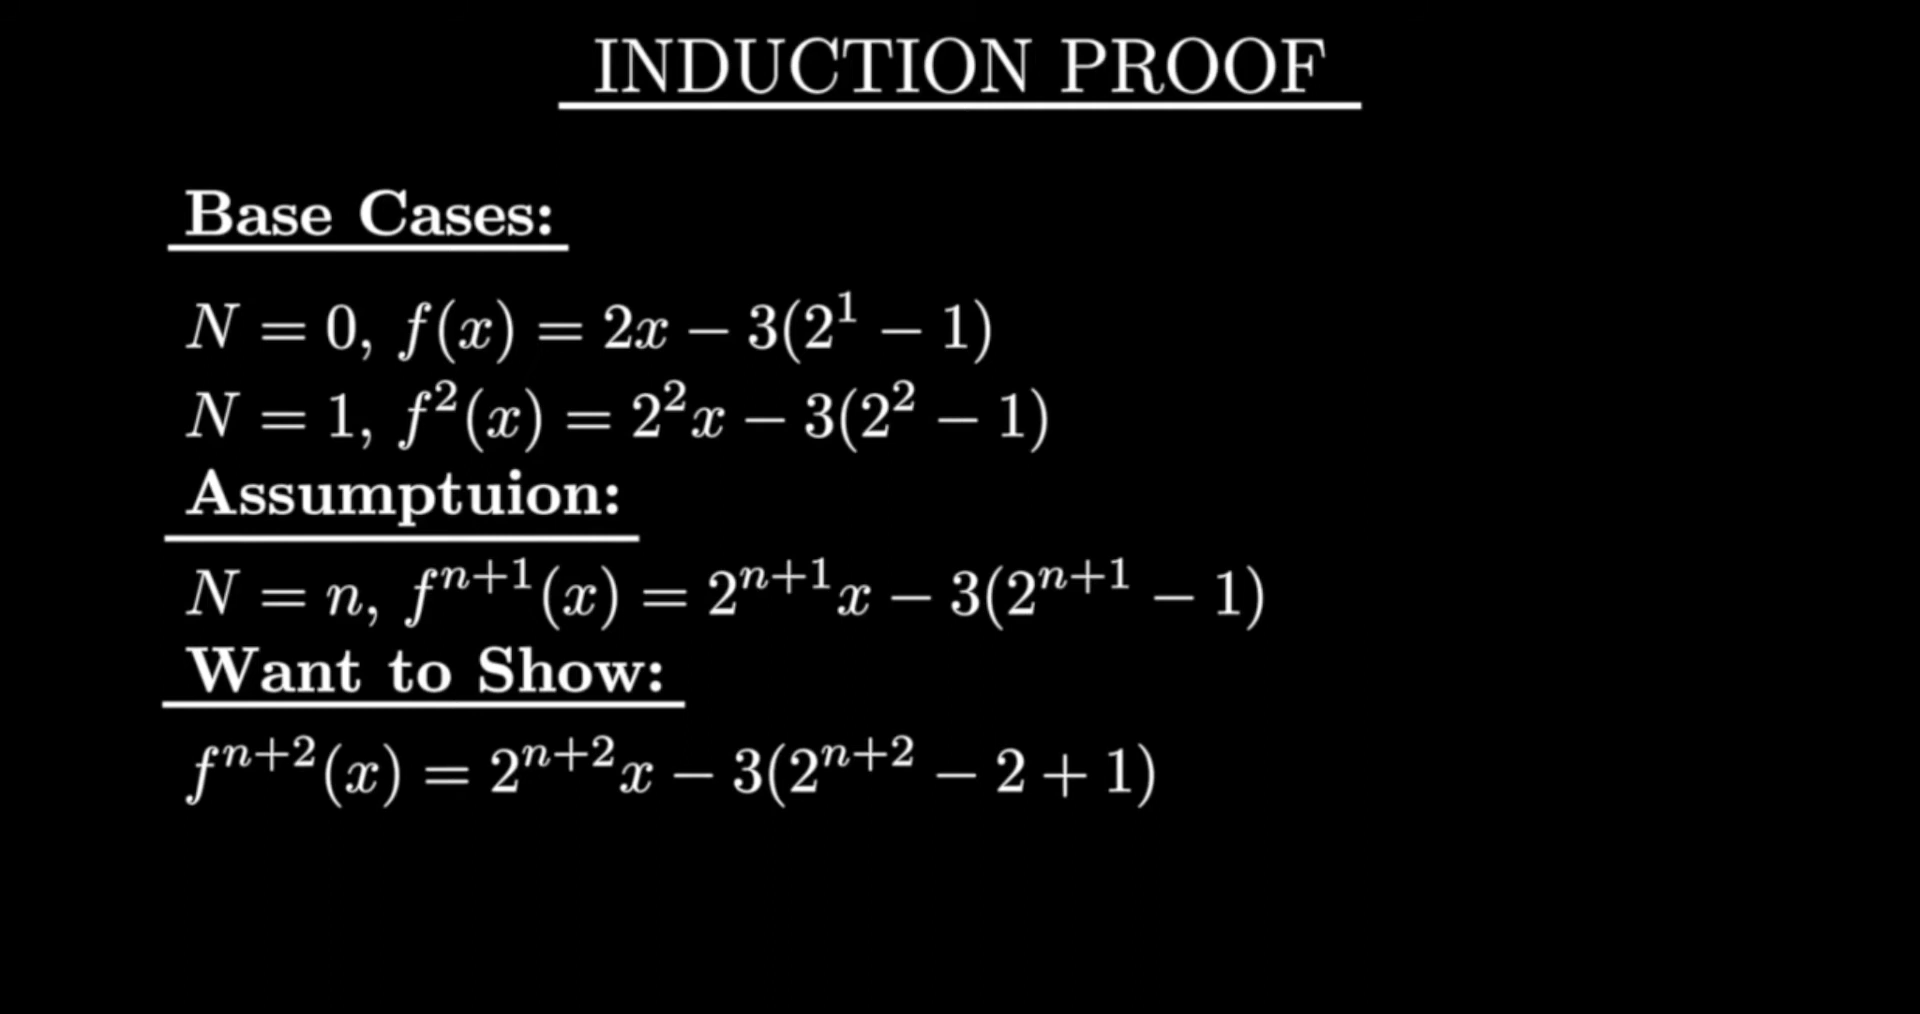 INDUCTION PROOF
Base Cases:
N = 0, f(x) = 2x − 3(2¹ − 1)
N = 1, f²(x) = 2²x − 3(2² − 1)
Assumptuion:
N = n, fⁿ⁺¹(x) = 2ⁿ⁺¹x − 3(2ⁿ⁺¹ − 1)
Want to Show:
fⁿ⁺²(x) = 2ⁿ⁺²x − 3(2ⁿ⁺² − 2 + 1)